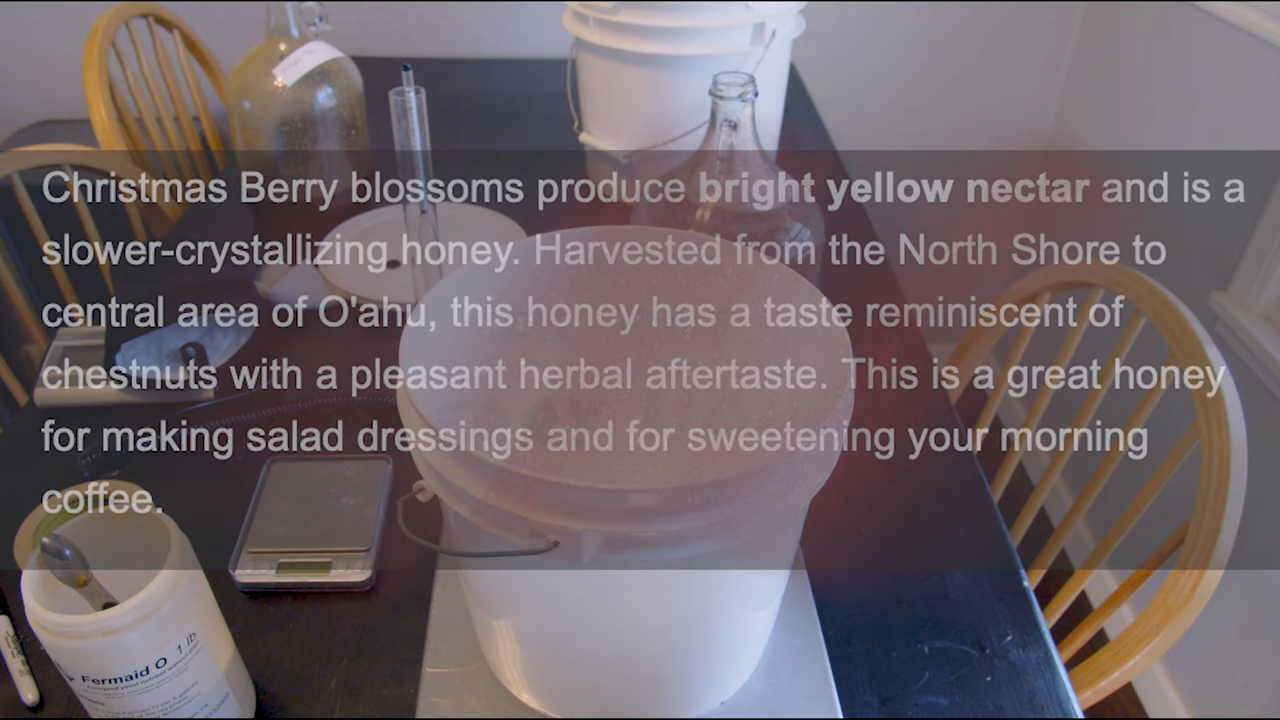 Christmas Berry blossoms produce bright yellow nectar and is a
slower-crystallizing honey. Harvested from the North Shore to
central area of O'ahu, this honey has a taste reminiscent of
chestnuts with a pleasant herbal aftertaste. This is a great honey
for making salad dressings and for sweetening your morning
coffee.
Fermaid O 1 lb